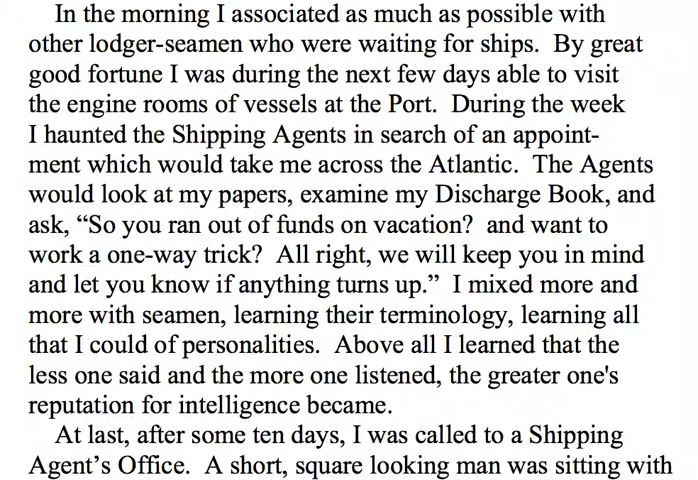 In the morning I associated as much as possible with
other lodger-seamen who were waiting for ships. By great
good fortune I was during the next few days able to visit
the engine rooms of vessels at the Port. During the week
I haunted the Shipping Agents in search of an appoint-
ment which would take me across the Atlantic. The Agents
would look at my papers, examine my Discharge Book, and
ask, “So you ran out of funds on vacation? and want to
work a one-way trick? All right, we will keep you in mind
and let you know if anything turns up.” I mixed more and
more with seamen, learning their terminology, learning all
that I could of personalities. Above all I learned that the
less one said and the more one listened, the greater one's
reputation for intelligence became.
At last, after some ten days, I was called to a Shipping
Agent’s Office. A short, square looking man was sitting with